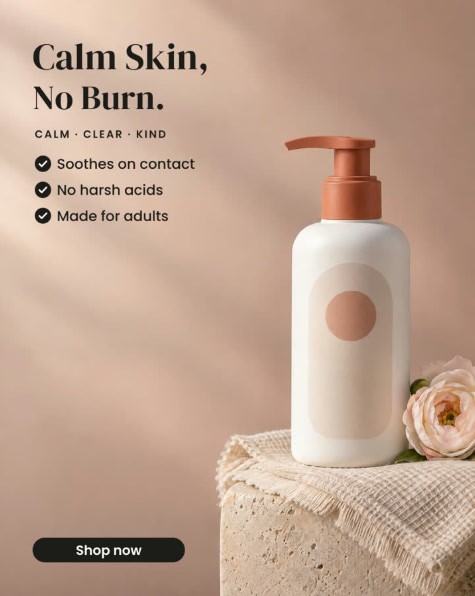 Calm Skin,
No Burn.
CALM · CLEAR · KIND
Soothes on contact
No harsh acids
Made for adults
Shop now